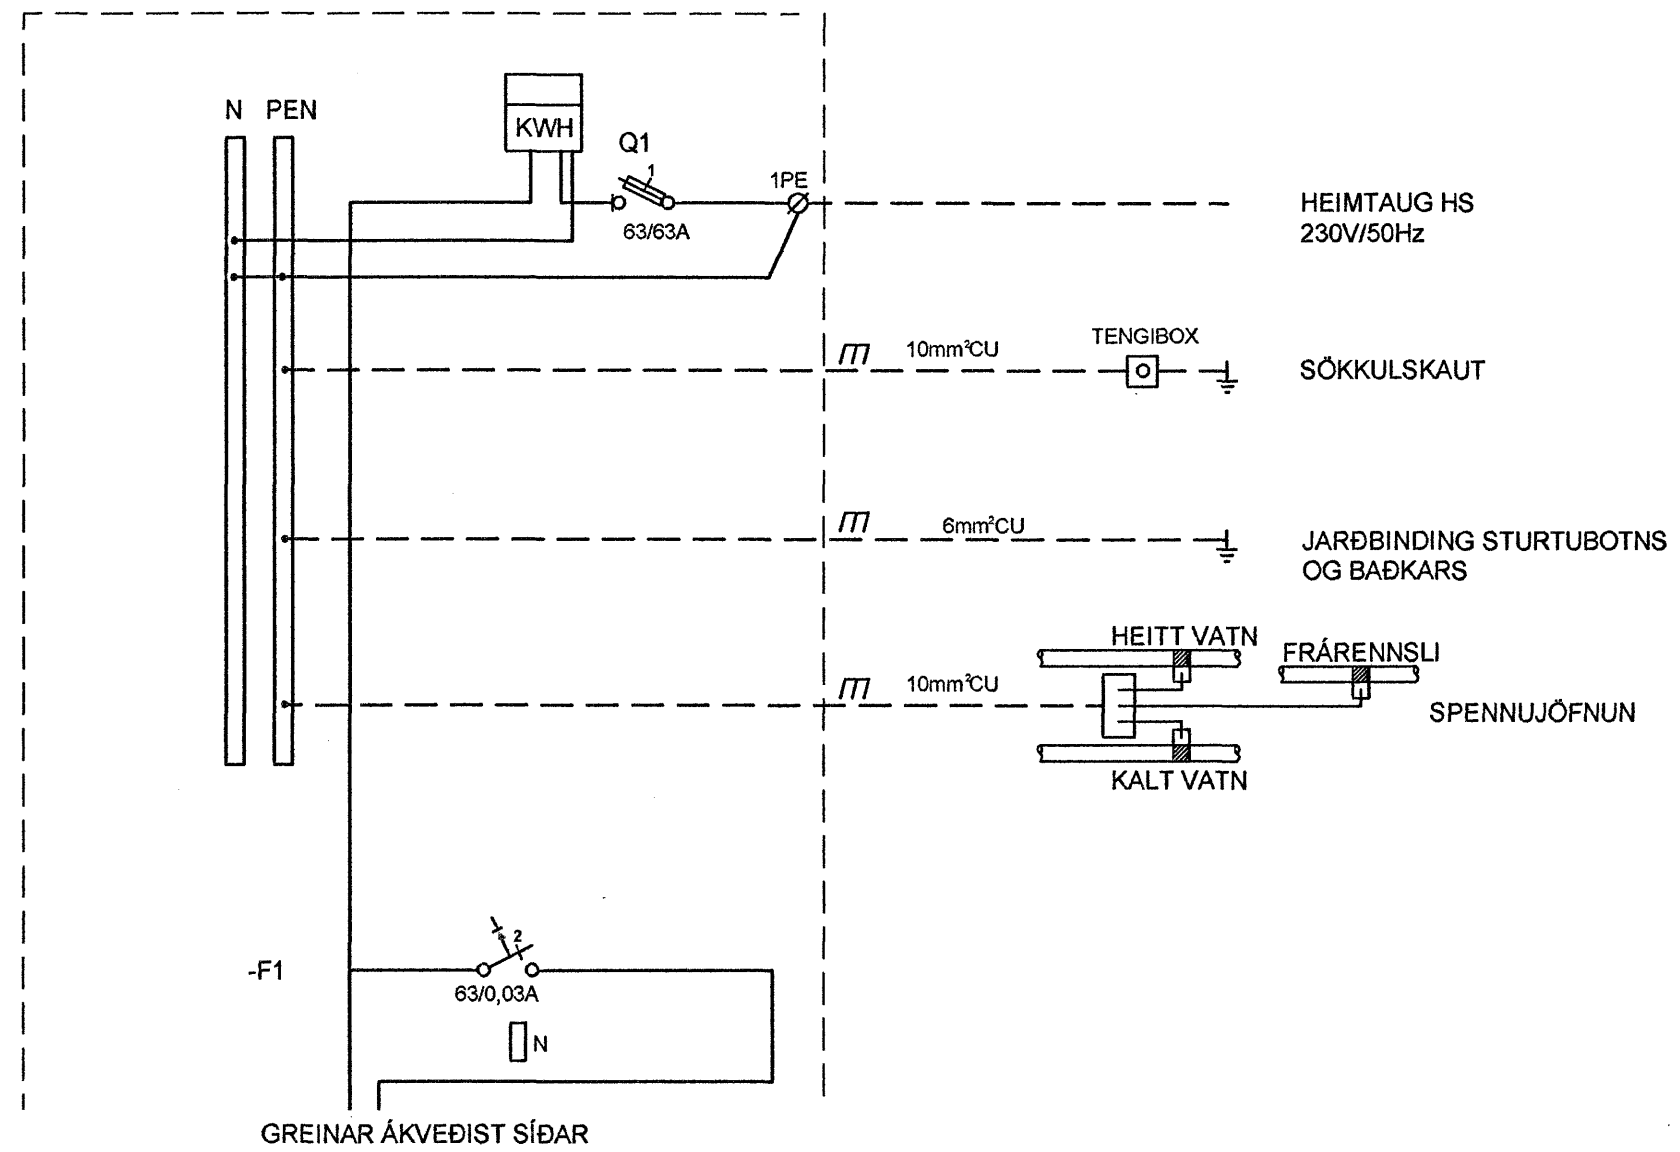 N PEN
KWH
Q1
1
63/63A
1PE
HEIMTAUG HS
230V/50Hz
10mm²CU
TENGIBOX
SÖKKULSKAUT
6mm²CU
JARÐBINDING STURTUBOTNS
OG BAÐKARS
HEITT VATN
FRÁRENNSLI
10mm²CU
SPENNUJÖFNUN
KALT VATN
-F1
2
63/0,03A
N
GREINAR ÁKVEÐIST SÍÐAR